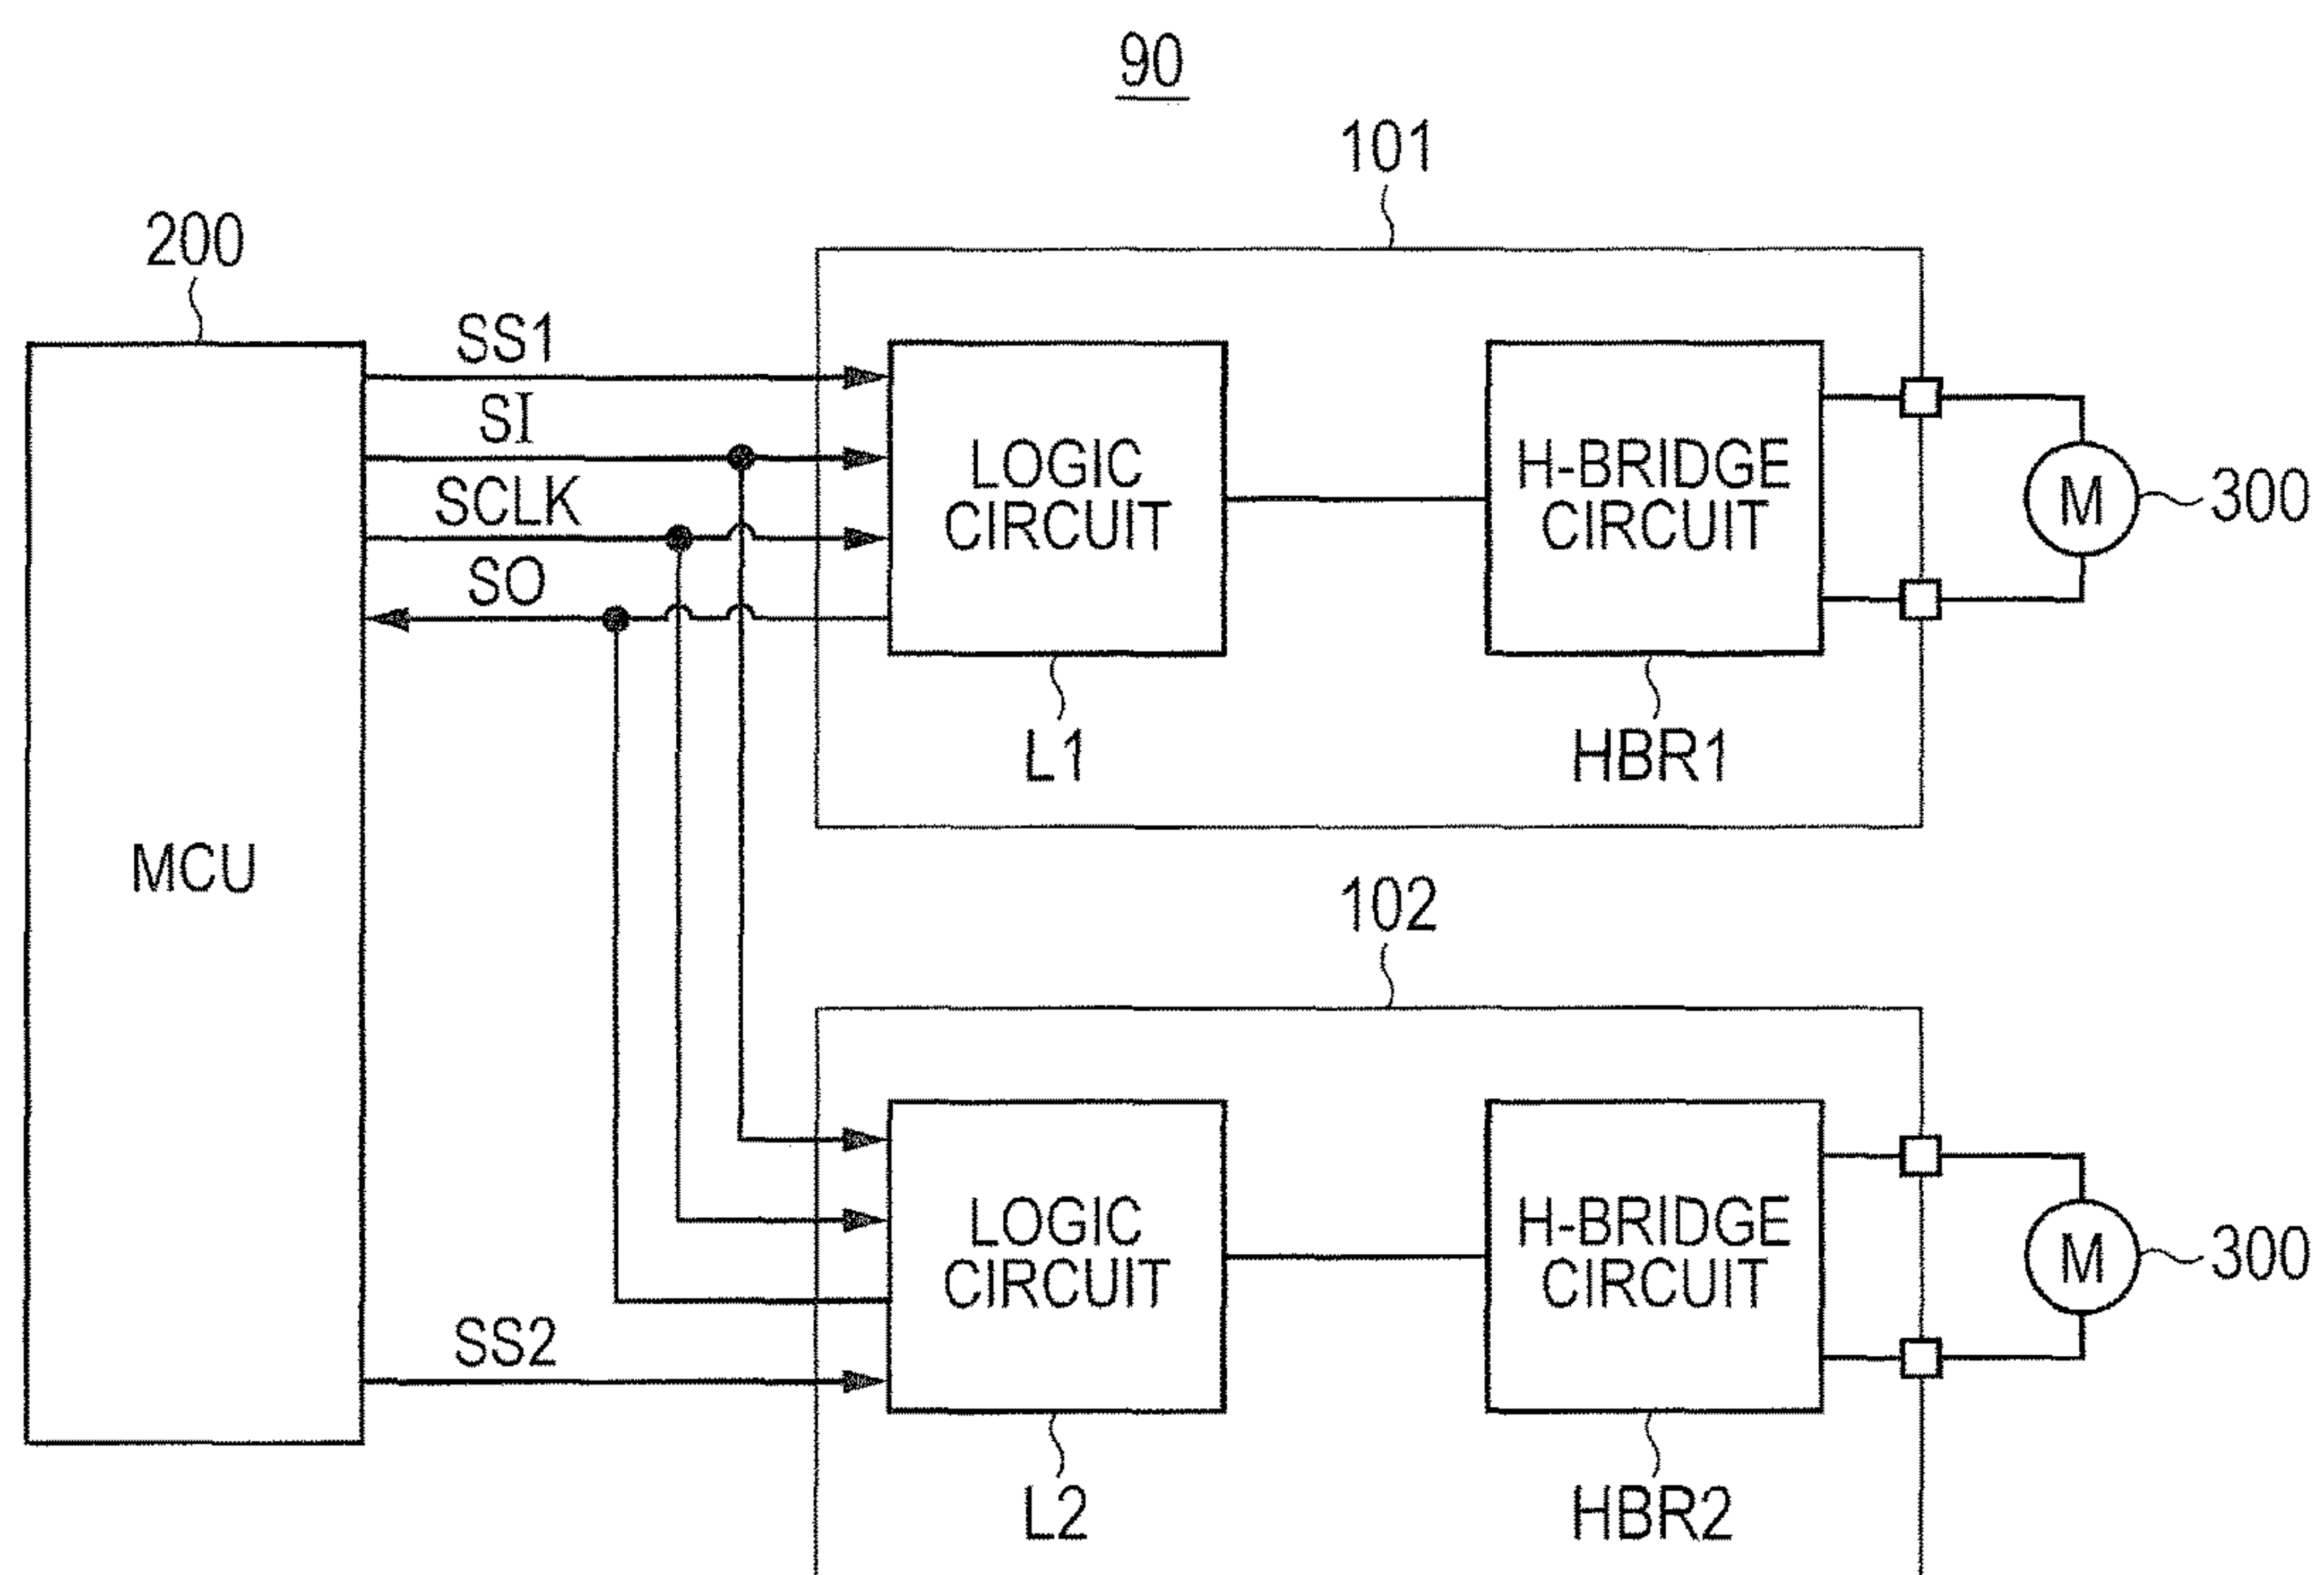 90
101
200
SS1
SI
SCLK
SO
LOGIC
CIRCUIT
H-BRIDGE
CIRCUIT
M
300
L1
HBR1
MCU
102
LOGIC
CIRCUIT
H-BRIDGE
CIRCUIT
M
300
SS2
L2
HBR2